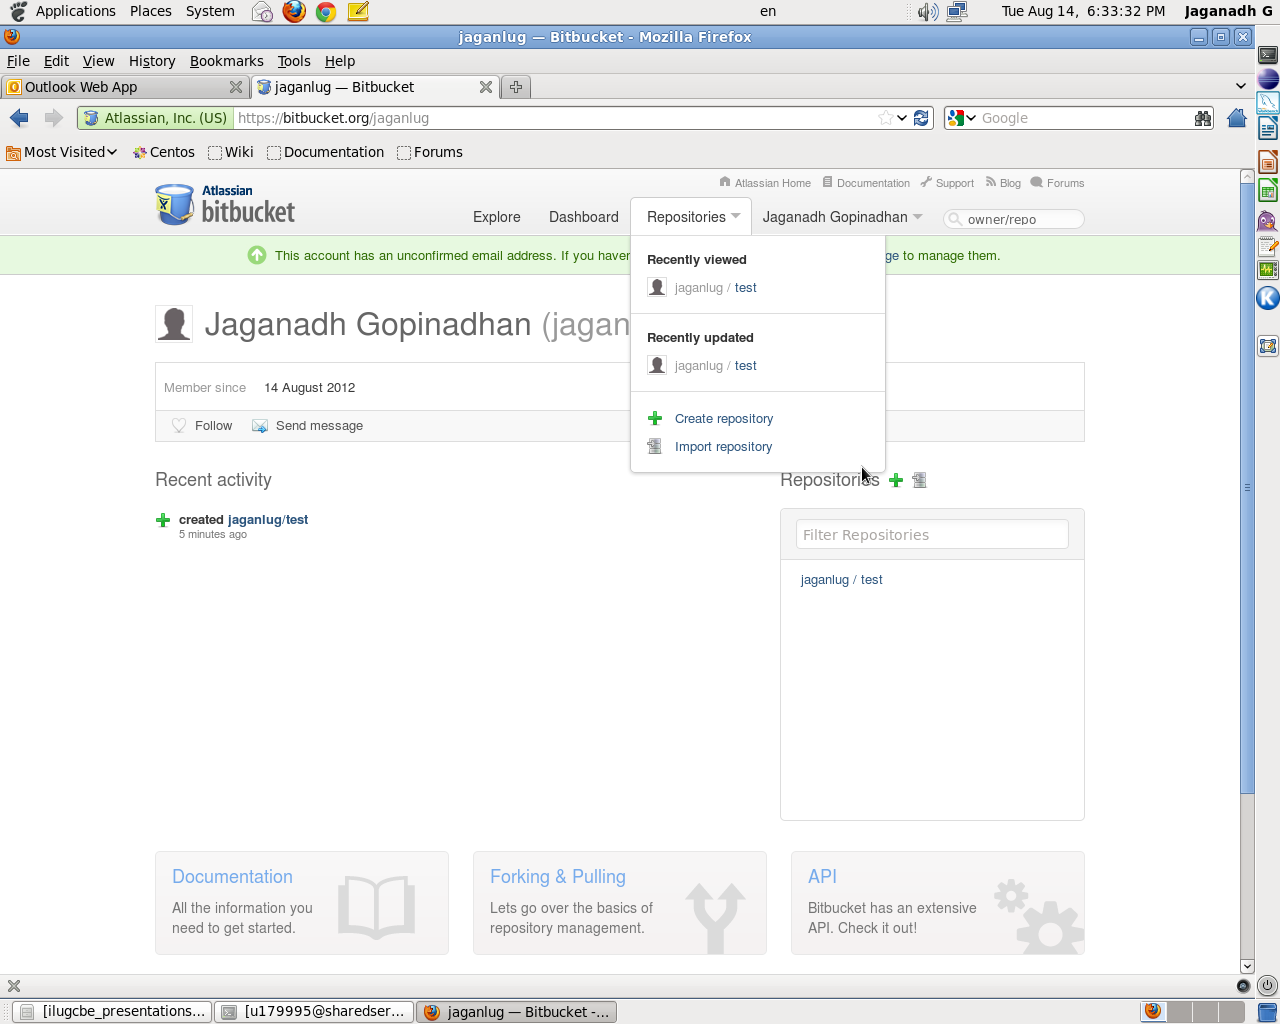 Applications Places System en Tue Aug 14, 6:33:32 PM Jaganadh G
jaganlug — Bitbucket - Mozilla Firefox
File Edit View History Bookmarks Tools Help
Outlook Web App jaganlug — Bitbucket
Atlassian, Inc. (US) https://bitbucket.org/jaganlug Google
Most Visited Centos Wiki Documentation Forums
Atlassian Home Documentation Support Blog Forums
Atlassian
bitbucket
Explore Dashboard Repositories Jaganadh Gopinadhan owner/repo
This account has an unconfirmed email address. If you haven ge to manage them.
Recently viewed
jaganlug / test
Recently updated
jaganlug / test
Create repository
Import repository
Jaganadh Gopinadhan (jagan
Member since 14 August 2012
Follow Send message
Recent activity
created jaganlug/test
5 minutes ago
Repositories
Filter Repositories
jaganlug / test
Documentation
All the information you
need to get started.
Forking & Pulling
Lets go over the basics of
repository management.
API
Bitbucket has an extensive
API. Check it out!
[ilugcbe_presentations... [u179995@sharedser... jaganlug — Bitbucket -...